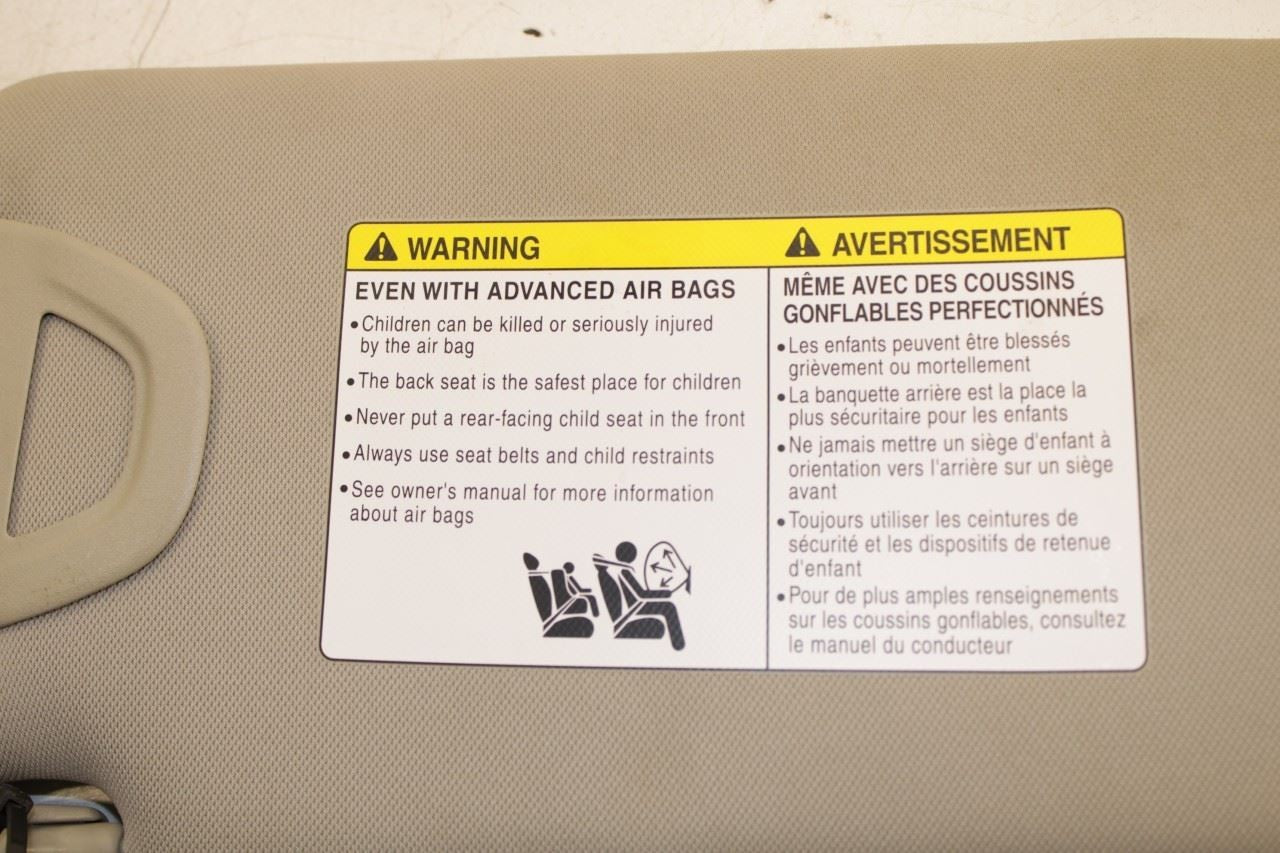 WARNING
EVEN WITH ADVANCED AIR BAGS
•Children can be killed or seriously injured
by the air bag
•The back seat is the safest place for children
•Never put a rear-facing child seat in the front
•Always use seat belts and child restraints
•See owner's manual for more information
about air bags
AVERTISSEMENT
MÊME AVEC DES COUSSINS
GONFLABLES PERFECTIONNÉS
•Les enfants peuvent être blessés
grièvement ou mortellement
•La banquette arrière est la place la
plus sécuritaire pour les enfants
•Ne jamais mettre un siège d'enfant à
orientation vers l'arrière sur un siège
avant
•Toujours utiliser les ceintures de
sécurité et les dispositifs de retenue
d'enfant
•Pour de plus amples renseignements
sur les coussins gonflables, consultez
le manuel du conducteur